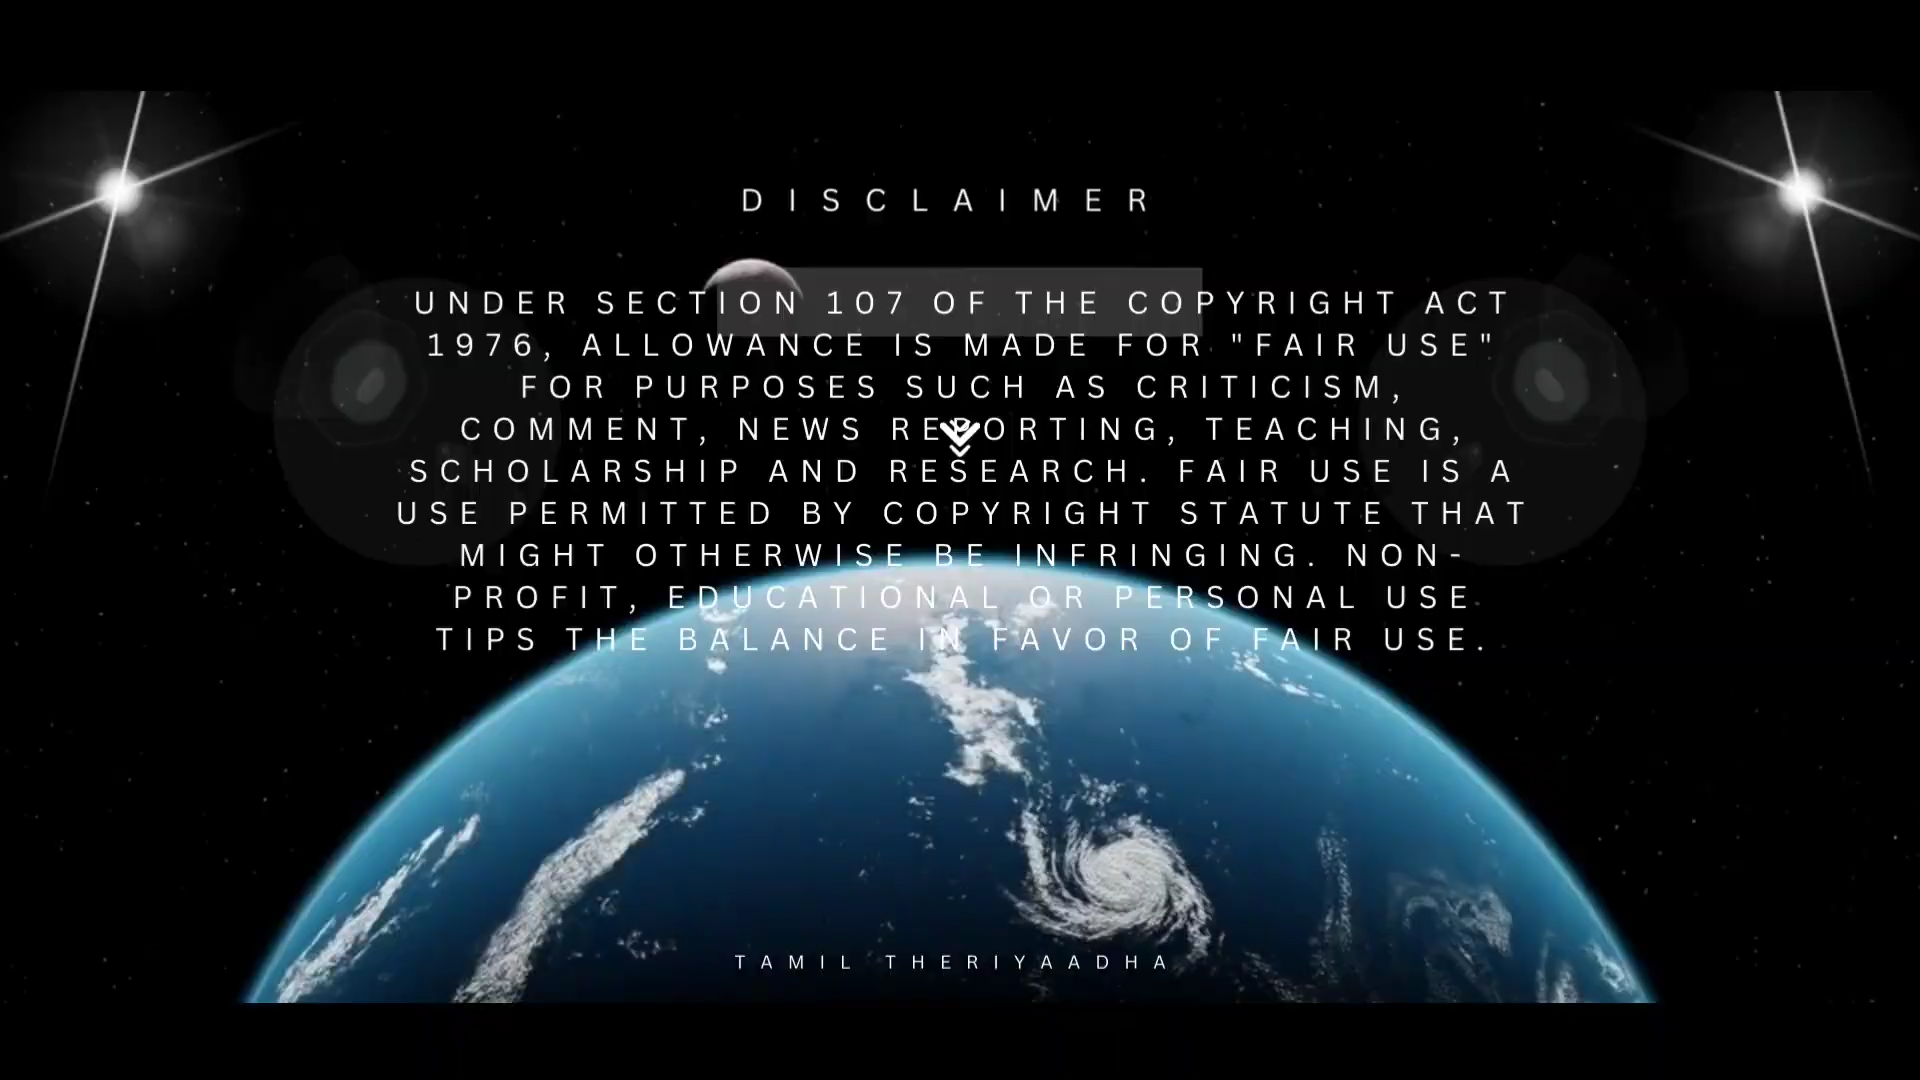 DISCLAIMER
UNDER SECTION 107 OF THE COPYRIGHT ACT
1976, ALLOWANCE IS MADE FOR "FAIR USE"
FOR PURPOSES SUCH AS CRITICISM,
COMMENT, NEWS REPORTING, TEACHING,
SCHOLARSHIP AND RESEARCH. FAIR USE IS A
USE PERMITTED BY COPYRIGHT STATUTE THAT
MIGHT OTHERWISE BE INFRINGING. NON-
PROFIT, EDUCATIONAL OR PERSONAL USE
TIPS THE BALANCE IN FAVOR OF FAIR USE.
TAMIL THERIYAADHA